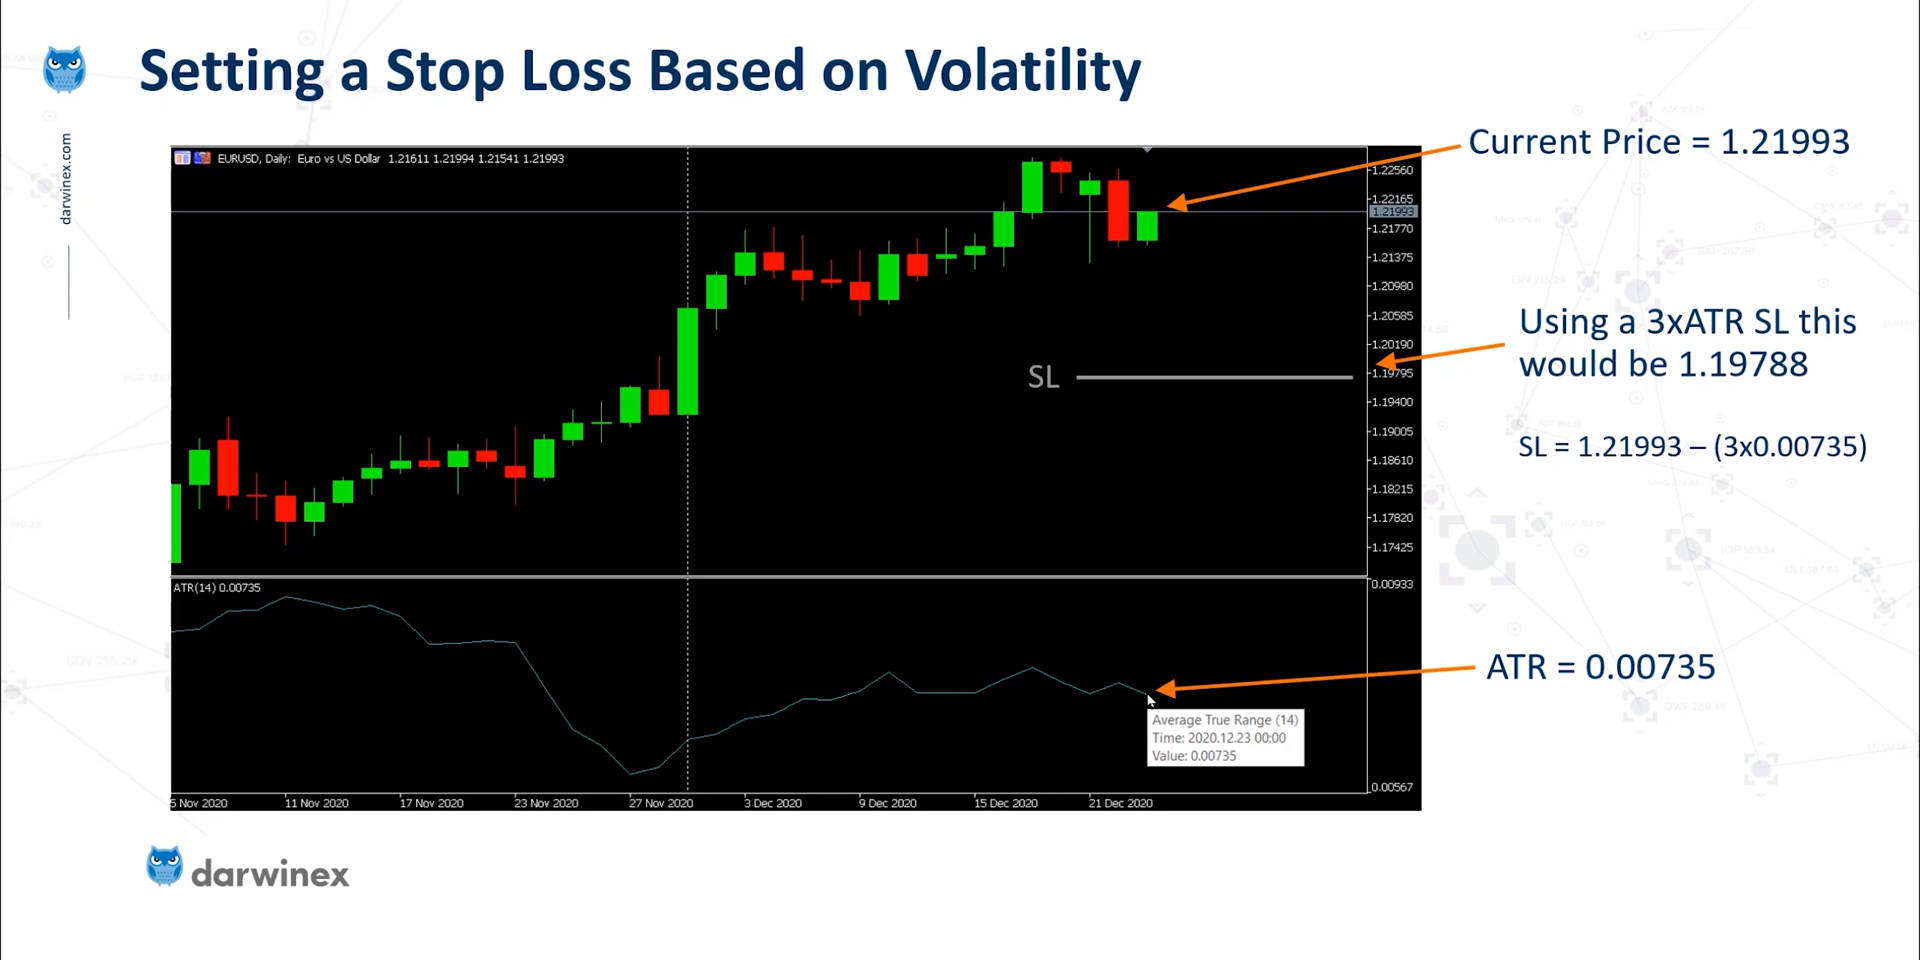 Setting a Stop Loss Based on Volatility
darwinex.com
EURUSD, Daily: Euro vs US Dollar 1.21611 1.21994 1.21541 1.21993
Current Price = 1.21993
1.22560
1.22165
1.21993
1.21770
1.21375
1.20980
1.20585
1.20190
1.19795
1.19400
1.19005
1.18610
1.18215
1.17820
1.17425
Using a 3xATR SL this
would be 1.19788
SL
SL = 1.21993 – (3x0.00735)
ATR(14) 0.00735
0.00933
ATR = 0.00735
Average True Range (14)
Time: 2020.12.23 00:00
Value: 0.00735
0.00567
5 Nov 2020
11 Nov 2020
17 Nov 2020
23 Nov 2020
27 Nov 2020
3 Dec 2020
9 Dec 2020
15 Dec 2020
21 Dec 2020
darwinex